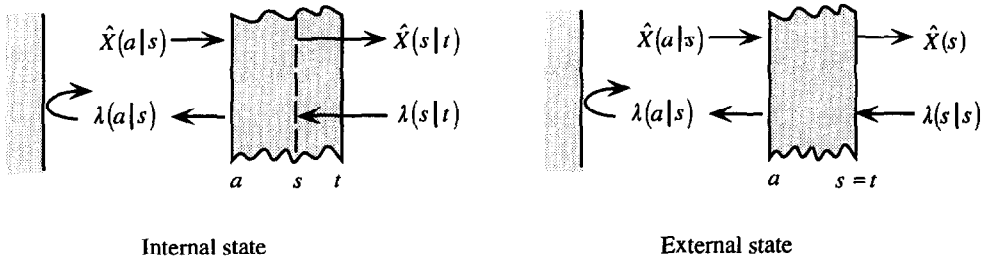 X̂(a|s)
X̂(s|t)
λ(a|s)
λ(s|t)
a s t
Internal state
X̂(a|s)
X̂(s)
λ(a|s)
λ(s|s)
a s = t
External state